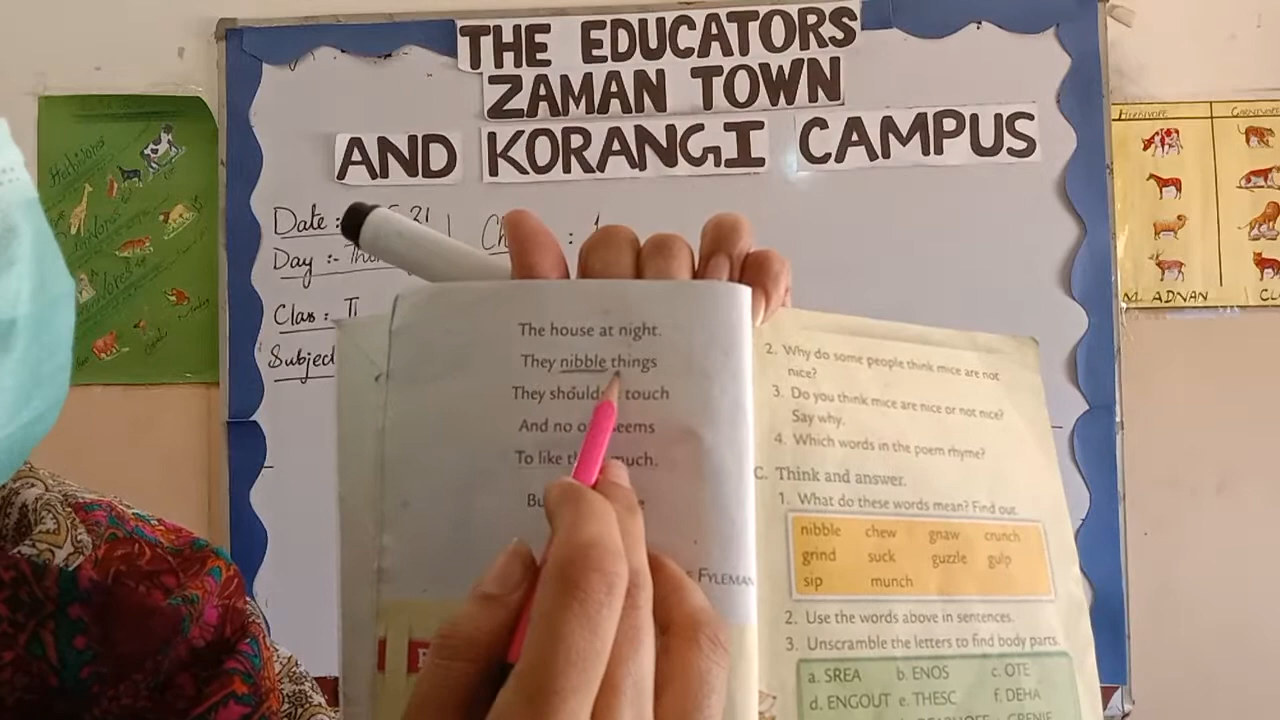 THE EDUCATORS
ZAMAN TOWN
AND KORANGI CAMPUS
Herbivores
HERBIVORE
M. ADNAN
Date :
Day :-
Class :
Subject
The house at night.
They nibble things
They touch
And no
To like much.
FYLEMAN
2. Why do some people think mice are not
nice?
3. Do you think mice are nice or not nice?
Say why.
4. Which words in the poem rhyme?
C. Think and answer.
1. What do these words mean? Find out.
nibble chew gnaw crunch
grind suck guzzle gulp
sip munch
2. Use the words above in sentences.
3. Unscramble the letters to find body parts.
a. SREA b. ENOS c. OTE
d. ENGOUT e. THESC f. DEHA